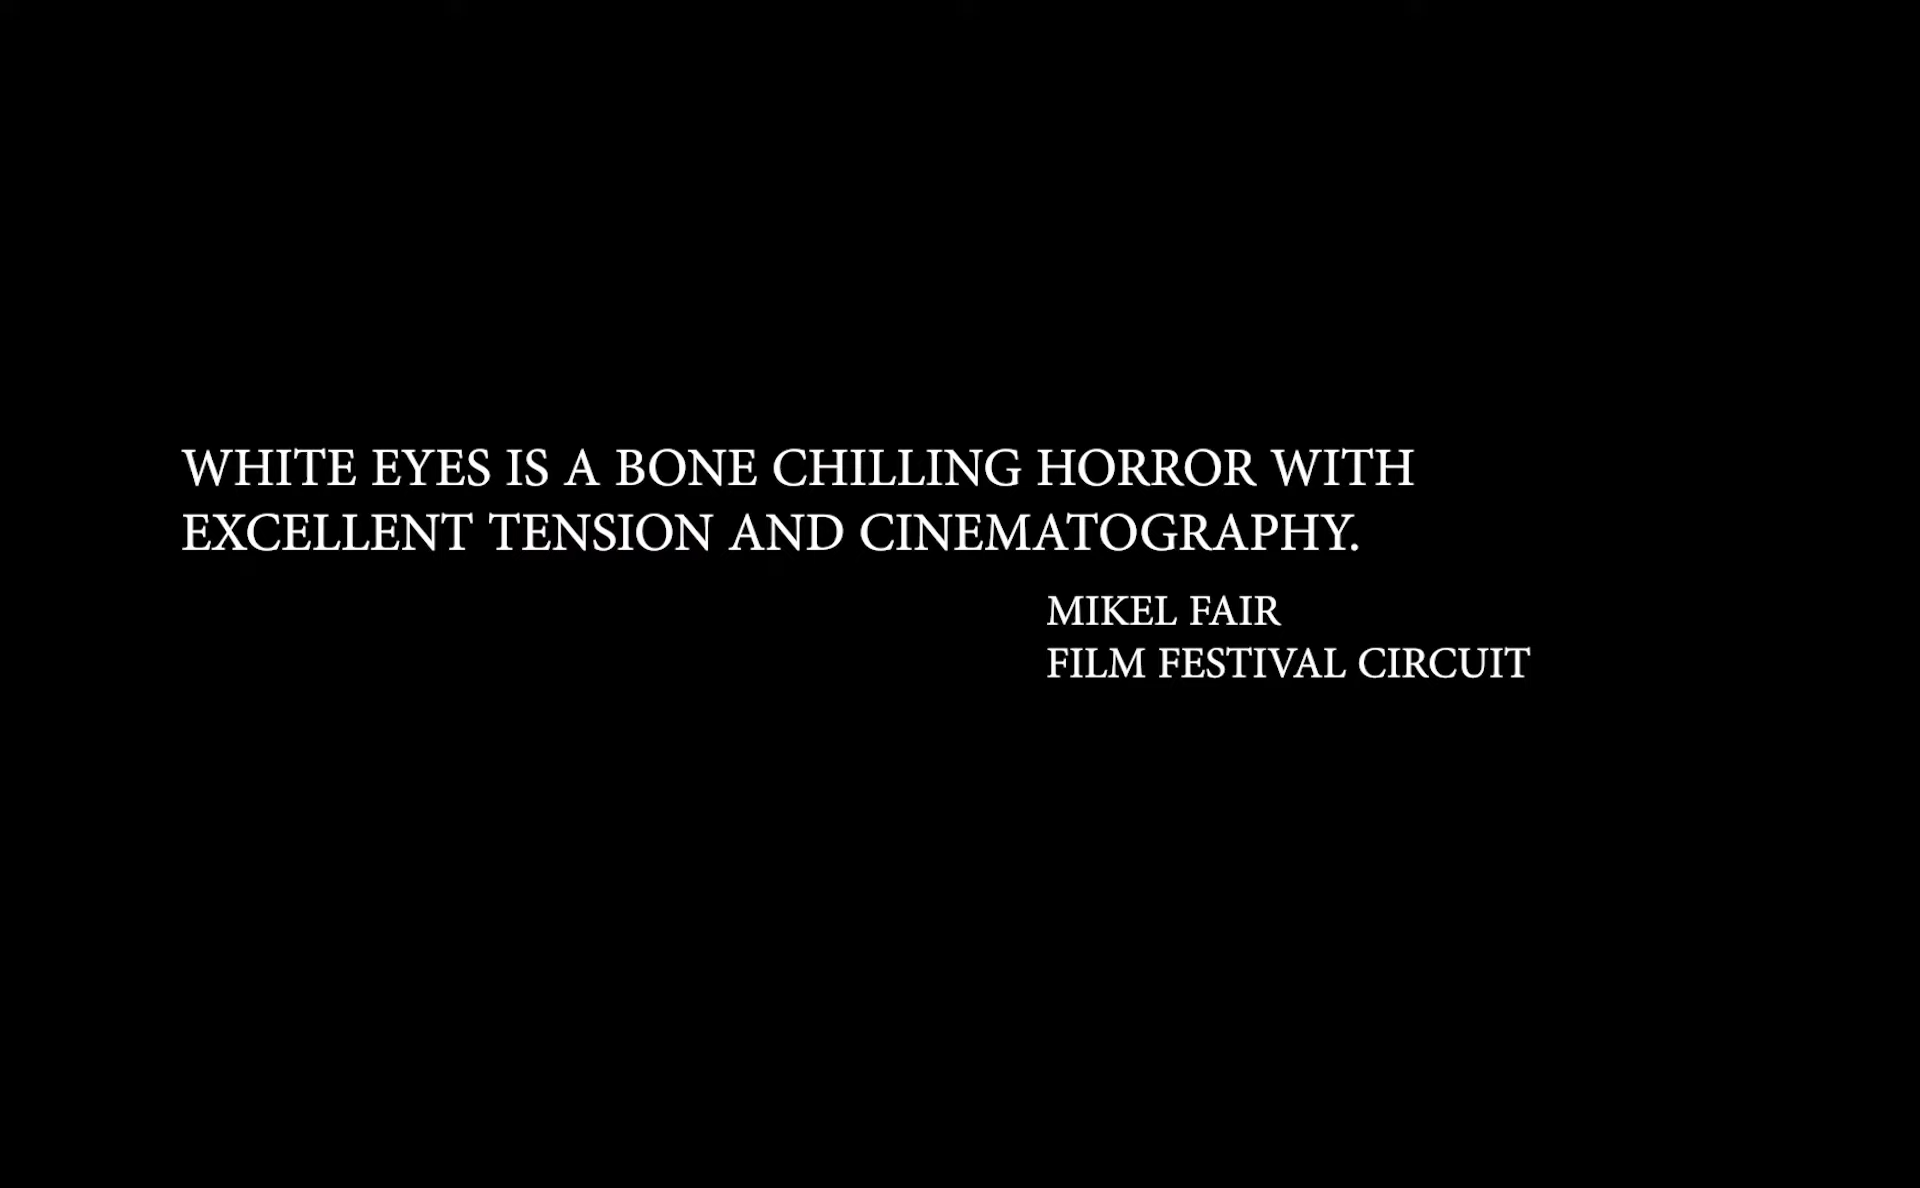 WHITE EYES IS A BONE CHILLING HORROR WITH
EXCELLENT TENSION AND CINEMATOGRAPHY.
MIKEL FAIR
FILM FESTIVAL CIRCUIT